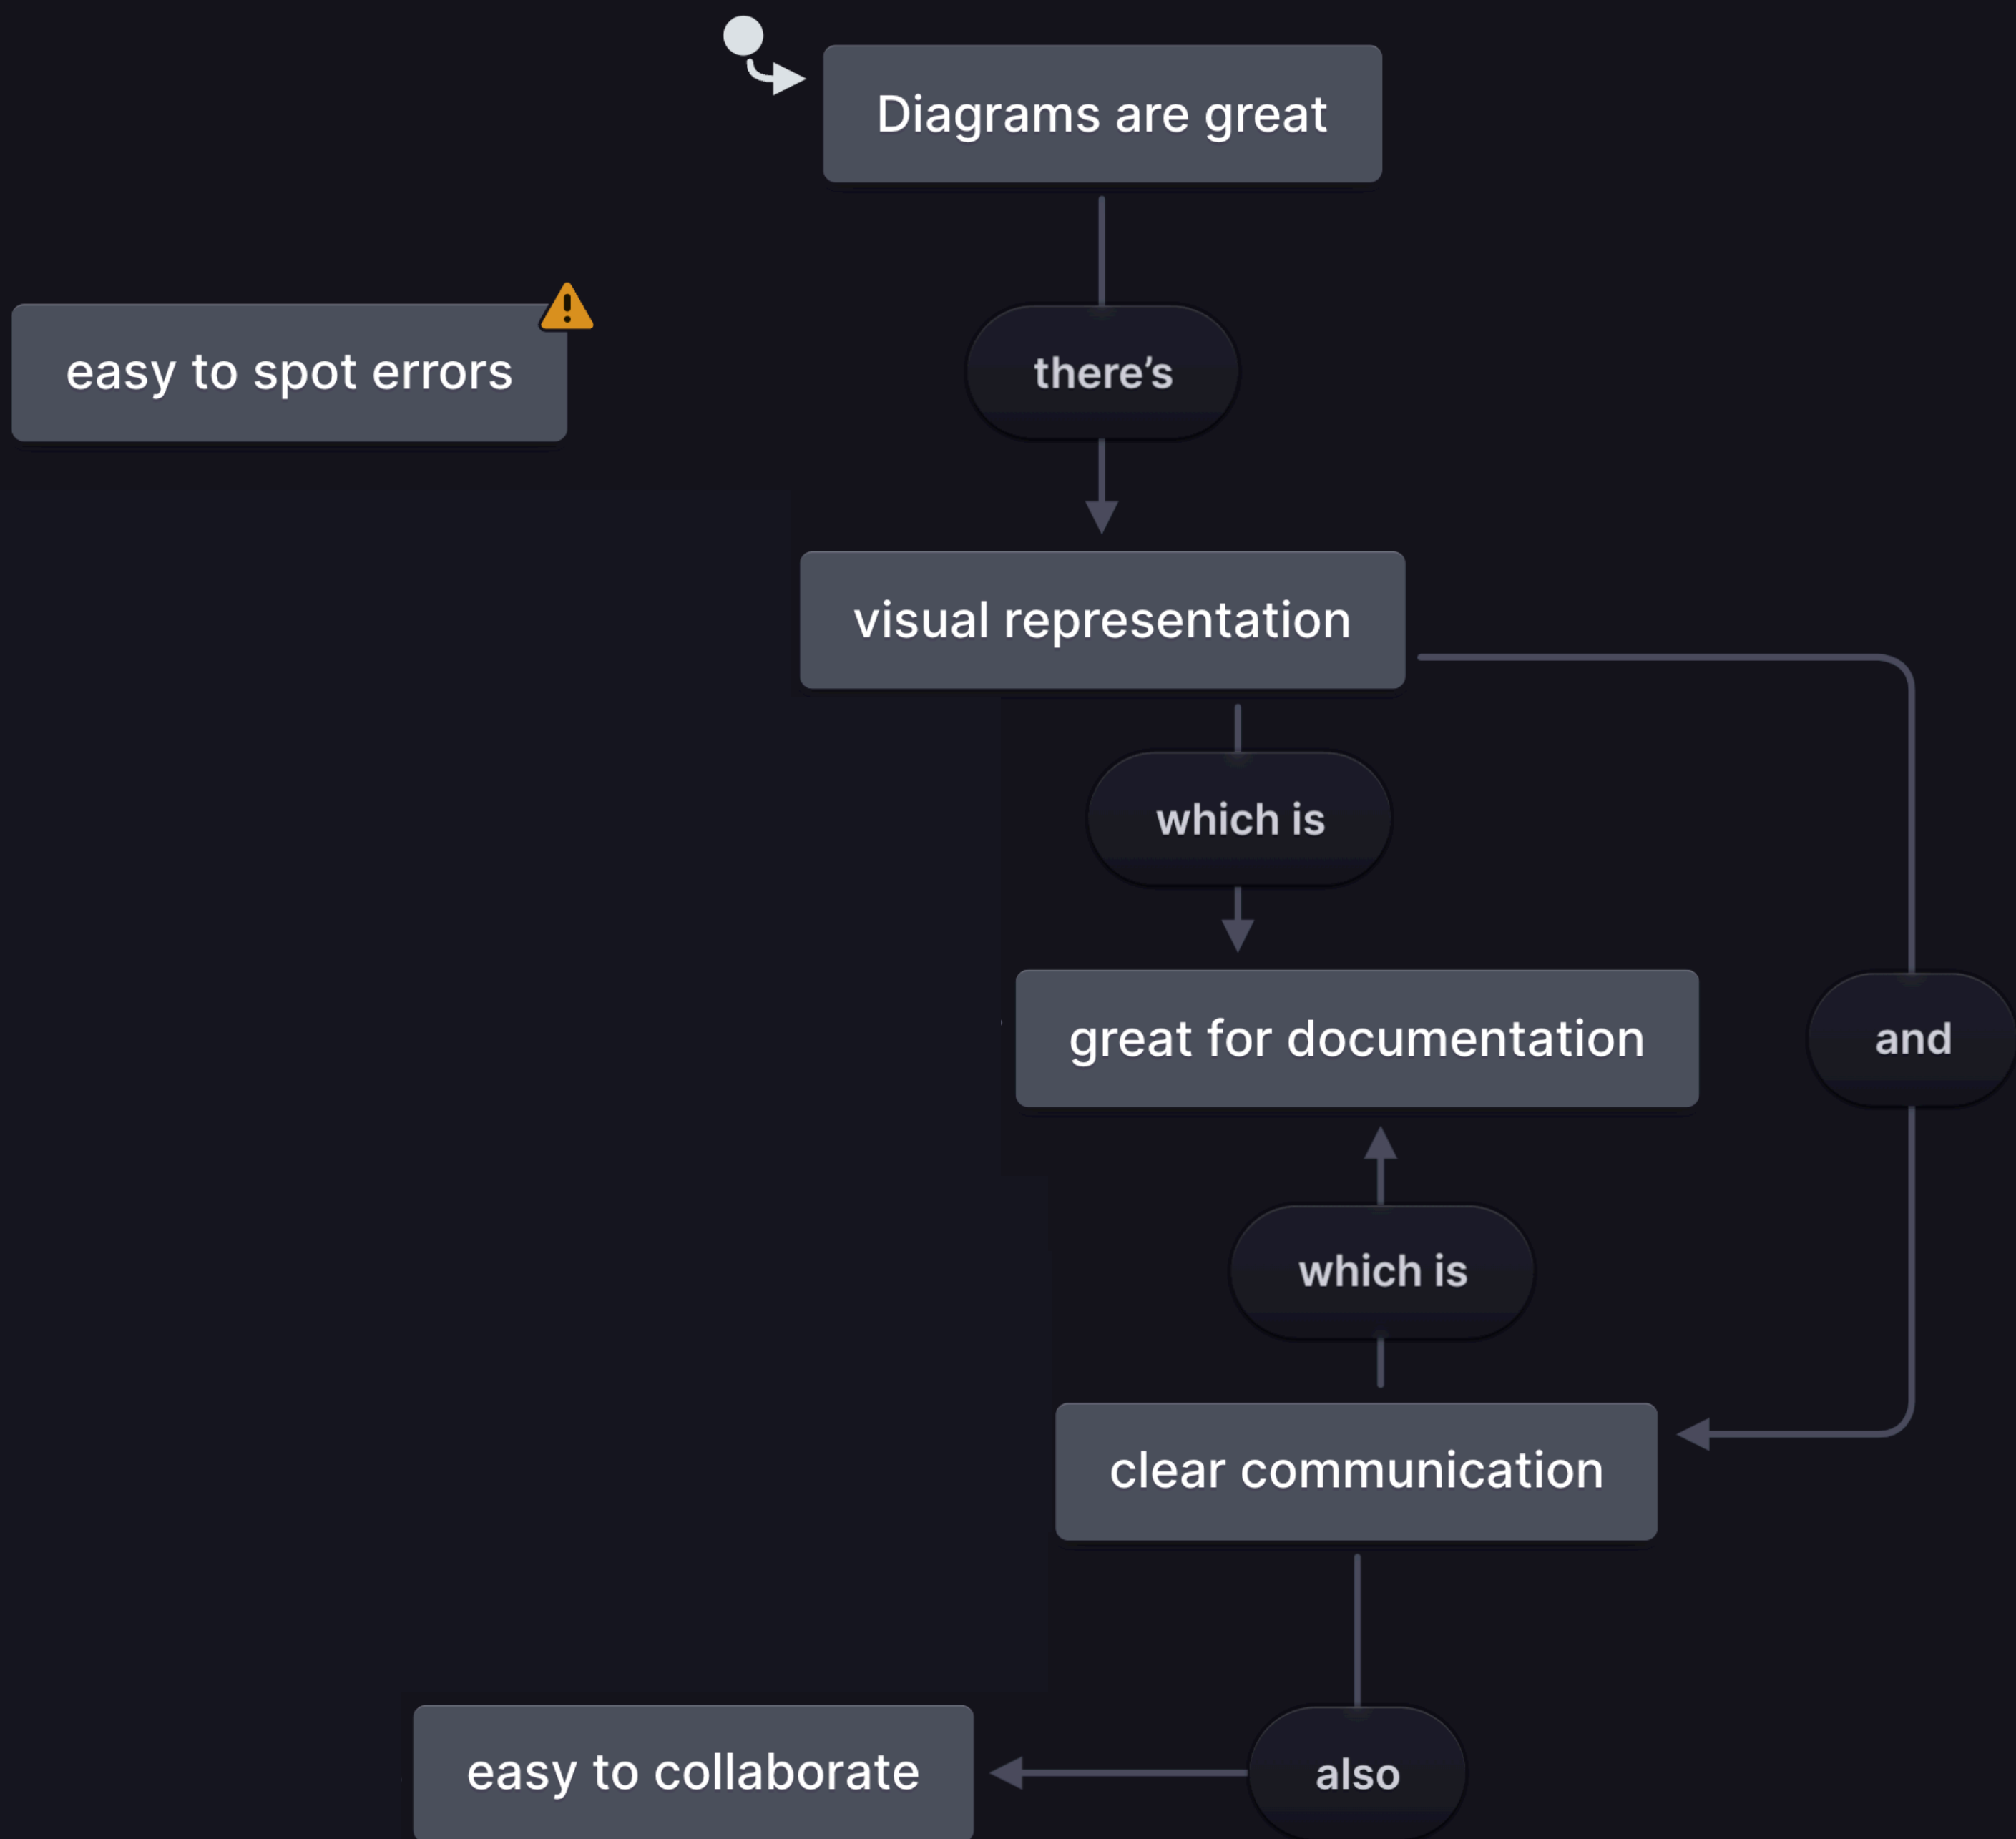 Diagrams are great
easy to spot errors
there’s
visual representation
which is
great for documentation
and
which is
clear communication
easy to collaborate
also